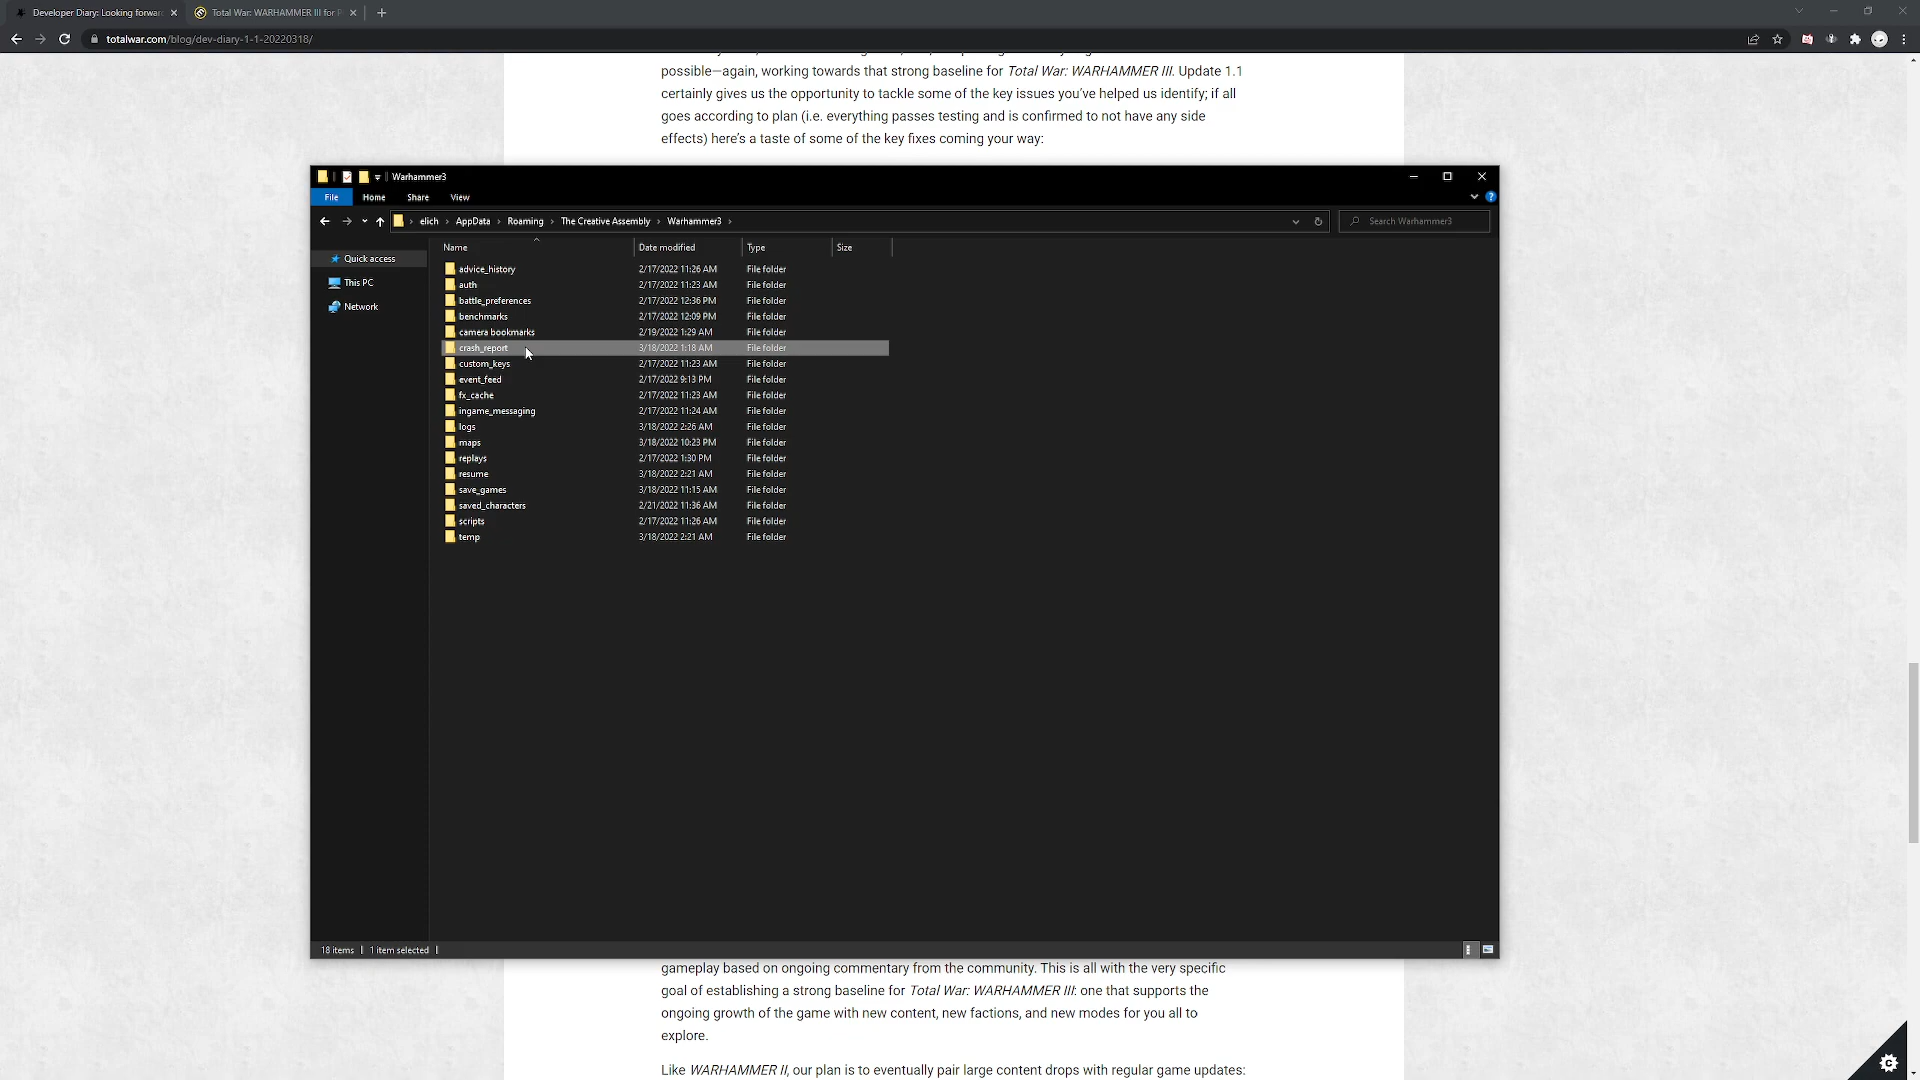 Developer Diary: Looking forwar
Total War: WARHAMMER III for P
totalwar.com/blog/dev-diary-1-1-20220318/
possible—again, working towards that strong baseline for Total War: WARHAMMER III. Update 1.1
certainly gives us the opportunity to tackle some of the key issues you've helped us identify; if all
goes according to plan (i.e. everything passes testing and is confirmed to not have any side
effects) here's a taste of some of the key fixes coming your way:
Warhammer3
File Home Share View
elich › AppData › Roaming › The Creative Assembly › Warhammer3 ›
Search Warhammer3
Quick access
This PC
Network
Name Date modified Type Size
advice_history 2/17/2022 11:26 AM File folder
auth 2/17/2022 11:23 AM File folder
battle_preferences 2/17/2022 12:36 PM File folder
benchmarks 2/17/2022 12:09 PM File folder
camera bookmarks 2/19/2022 1:29 AM File folder
crash_report 3/18/2022 1:18 AM File folder
custom_keys 2/17/2022 11:23 AM File folder
event_feed 2/17/2022 9:13 PM File folder
fx_cache 2/17/2022 11:23 AM File folder
ingame_messaging 2/17/2022 11:24 AM File folder
logs 3/18/2022 2:26 AM File folder
maps 3/18/2022 10:23 PM File folder
replays 2/17/2022 1:30 PM File folder
resume 3/18/2022 2:21 AM File folder
save_games 3/18/2022 11:15 AM File folder
saved_characters 2/21/2022 11:36 AM File folder
scripts 2/17/2022 11:26 AM File folder
temp 3/18/2022 2:21 AM File folder
18 items 1 item selected
gameplay based on ongoing commentary from the community. This is all with the very specific
goal of establishing a strong baseline for Total War: WARHAMMER III: one that supports the
ongoing growth of the game with new content, new factions, and new modes for you all to
explore.
Like WARHAMMER II, our plan is to eventually pair large content drops with regular game updates: